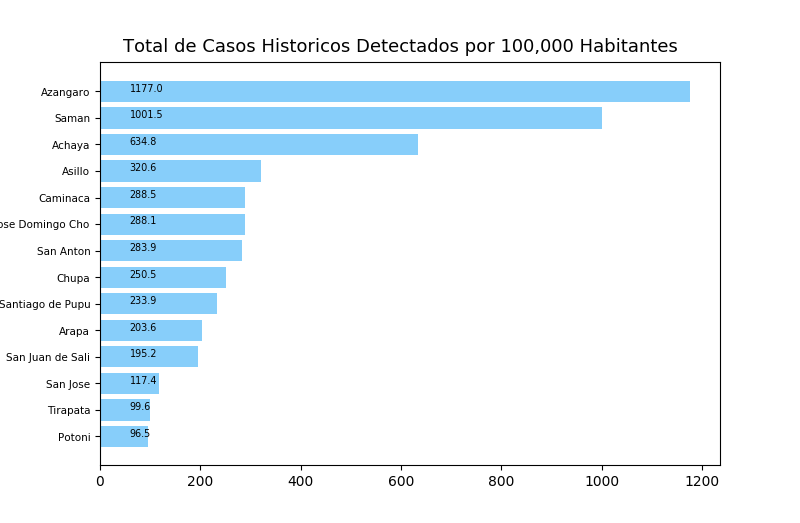 Total de Casos Historicos Detectados por 100,000 Habitantes
Azangaro 1177.0
Saman 1001.5
Achaya 634.8
Asillo 320.6
Caminaca 288.5
ose Domingo Cho 288.1
San Anton 283.9
Chupa 250.5
Santiago de Pupu 233.9
Arapa 203.6
San Juan de Sali 195.2
San Jose 117.4
Tirapata 99.6
Potoni 96.5
0 200 400 600 800 1000 1200